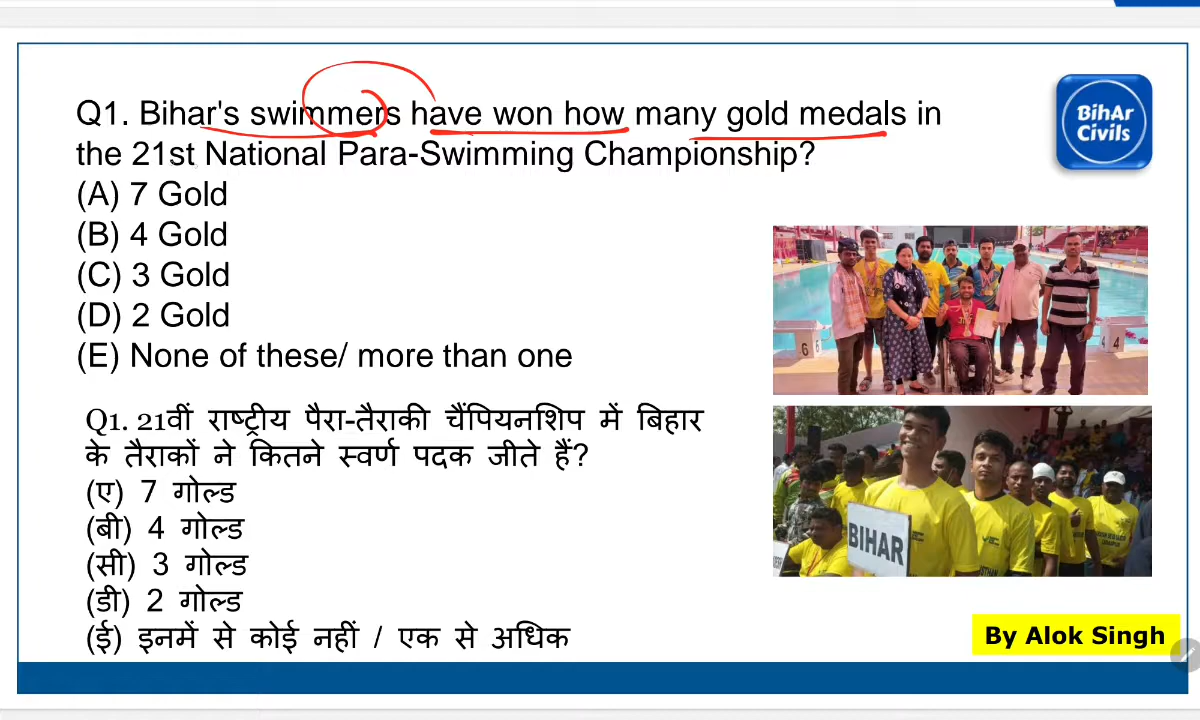 Q1. Bihar's swimmers have won how many gold medals in
the 21st National Para-Swimming Championship?
(A) 7 Gold
(B) 4 Gold
(C) 3 Gold
(D) 2 Gold
(E) None of these/ more than one
Q1. 21वीं राष्ट्रीय पैरा-तैराकी चैंपियनशिप में बिहार
के तैराकों ने कितने स्वर्ण पदक जीते हैं?
(ए) 7 गोल्ड
(बी) 4 गोल्ड
(सी) 3 गोल्ड
(डी) 2 गोल्ड
(ई) इनमें से कोई नहीं / एक से अधिक
BihAr
Civils
6
4
BIHAR
By Alok Singh